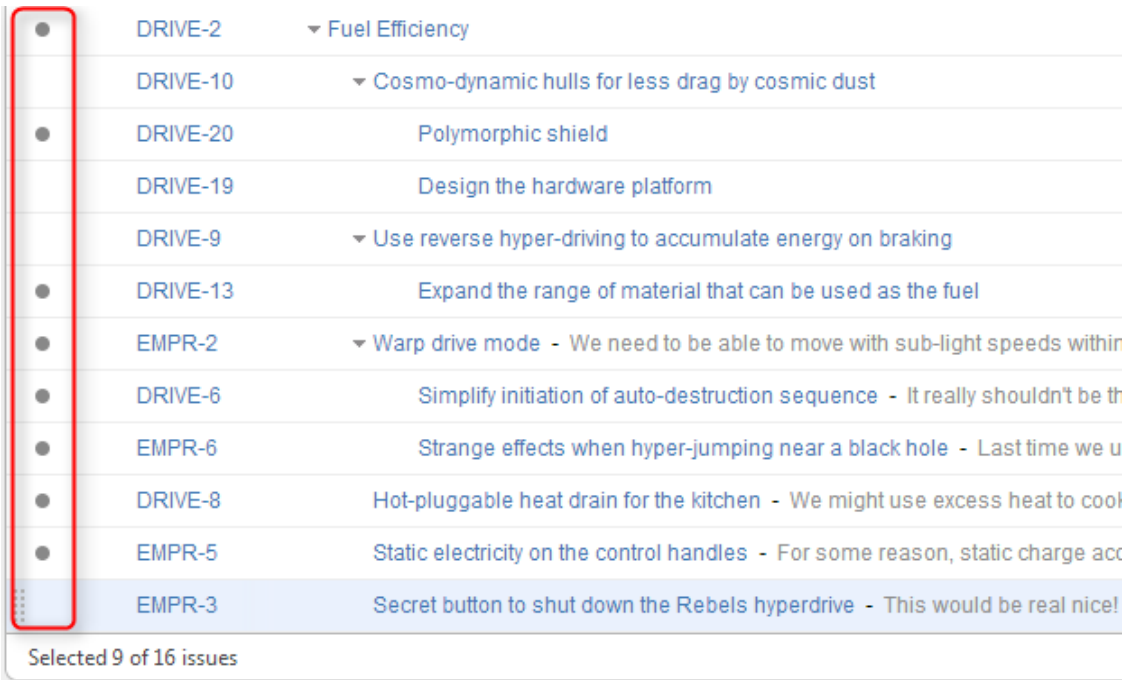 DRIVE-2 Fuel Efficiency
DRIVE-10 Cosmo-dynamic hulls for less drag by cosmic dust
DRIVE-20 Polymorphic shield
DRIVE-19 Design the hardware platform
DRIVE-9 Use reverse hyper-driving to accumulate energy on braking
DRIVE-13 Expand the range of material that can be used as the fuel
EMPR-2 Warp drive mode - We need to be able to move with sub-light speeds within
DRIVE-6 Simplify initiation of auto-destruction sequence - It really shouldn't be th
EMPR-6 Strange effects when hyper-jumping near a black hole - Last time we u
DRIVE-8 Hot-pluggable heat drain for the kitchen - We might use excess heat to cook
EMPR-5 Static electricity on the control handles - For some reason, static charge acc
EMPR-3 Secret button to shut down the Rebels hyperdrive - This would be real nice!
Selected 9 of 16 issues